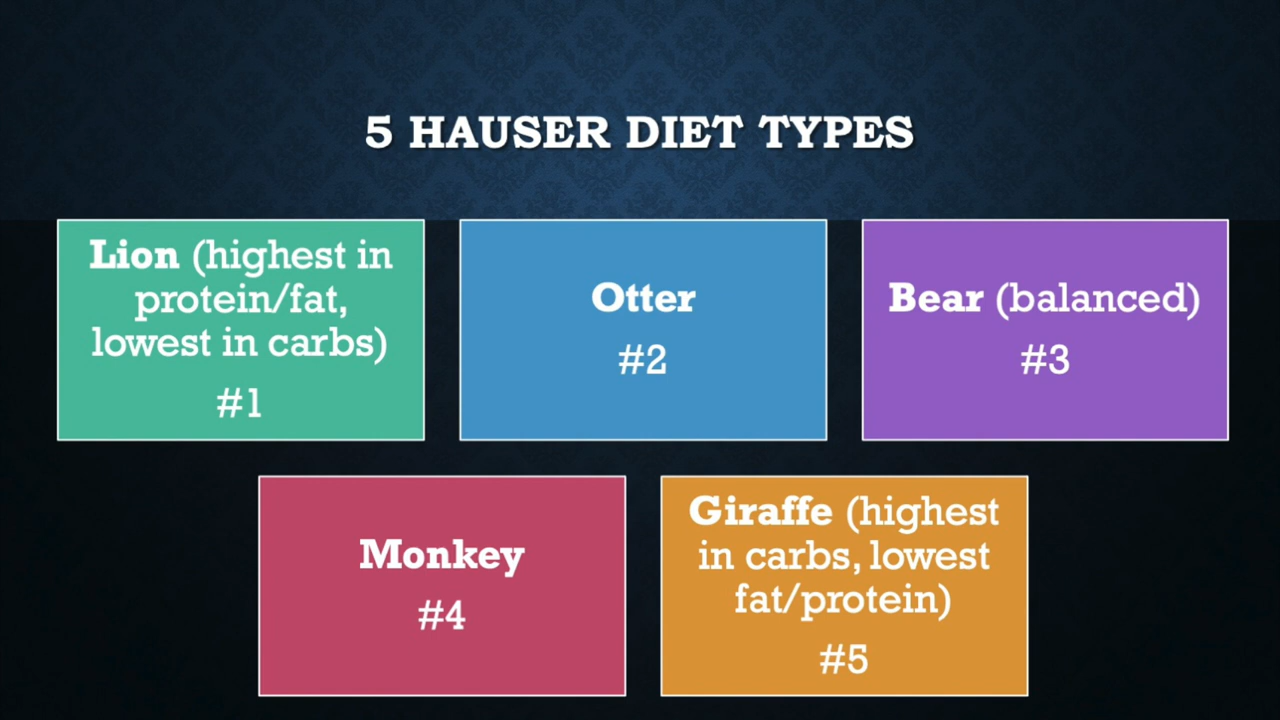 5 HAUSER DIET TYPES
Lion (highest in
protein/fat,
lowest in carbs)
#1
Otter
#2
Bear (balanced)
#3
Monkey
#4
Giraffe (highest
in carbs, lowest
fat/protein)
#5